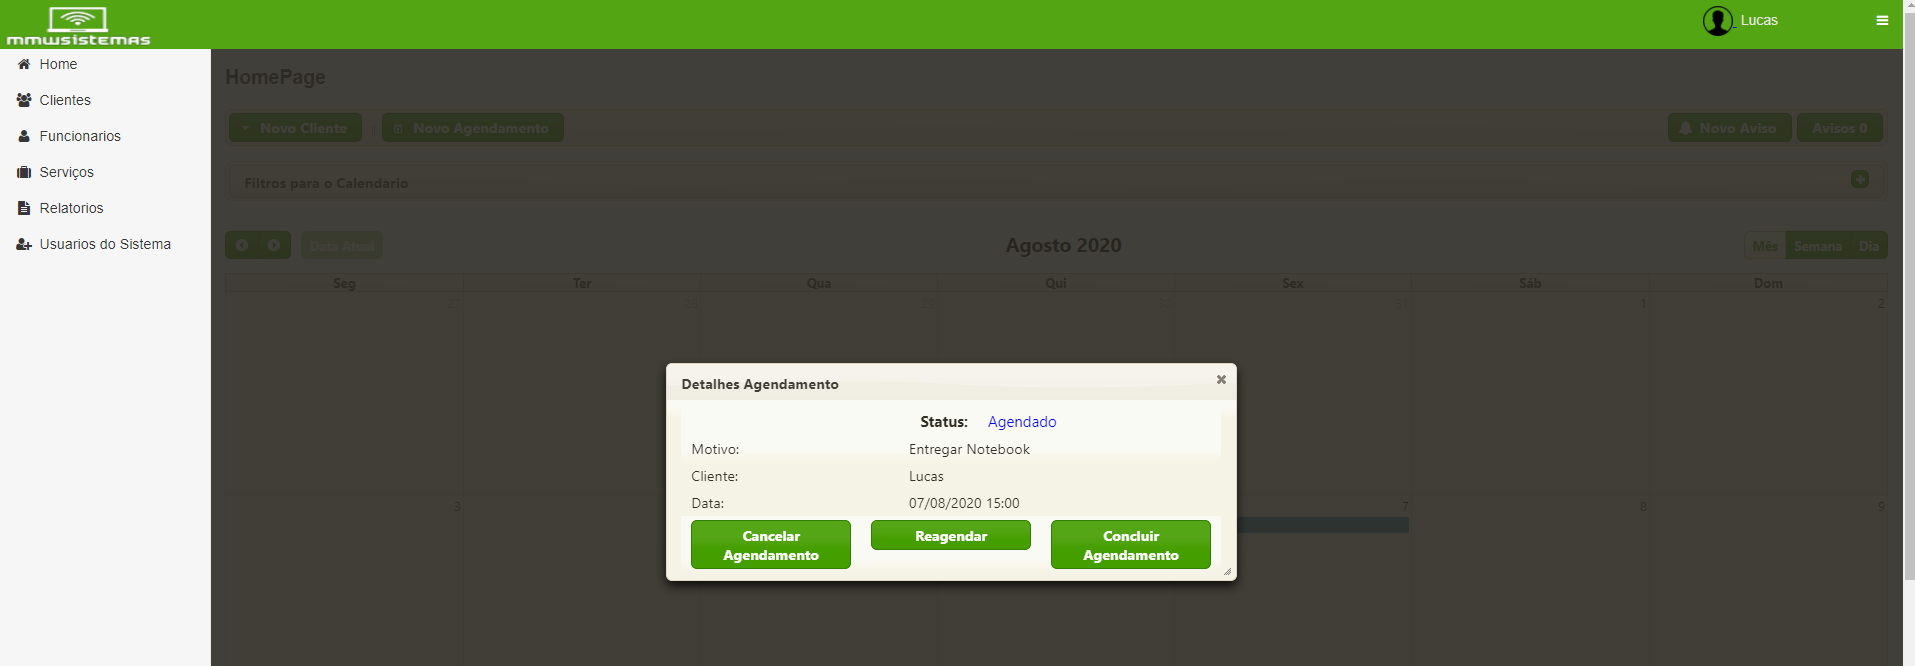 mmwsistemas
Lucas
Home
Clientes
Funcionarios
Serviços
Relatorios
Usuarios do Sistema
HomePage
Novo Cliente
Novo Agendamento
Novo Aviso
Avisos 0
Filtros para o Calendario
Data Atual
Agosto 2020
Mês Semana Dia
Seg Ter Qua Qui Sex Sáb Dom
27 28 29 30 31 1 2
Detalhes Agendamento
Status: Agendado
Motivo: Entregar Notebook
Cliente: Lucas
Data: 07/08/2020 15:00
3 7 8 9
Cancelar
Agendamento
Reagendar
Concluir
Agendamento